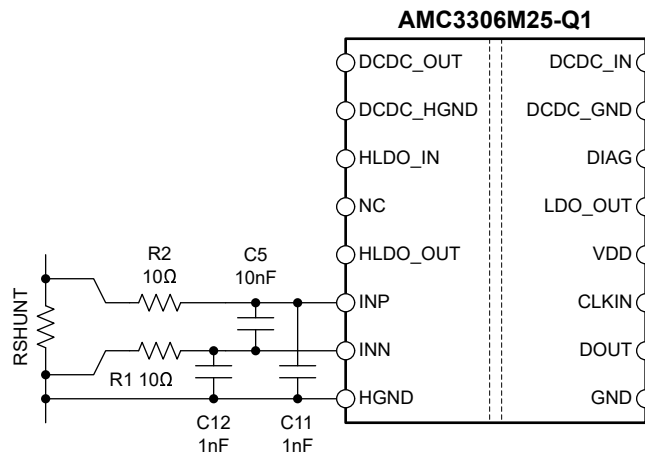 AMC3306M25-Q1
DCDC_OUT
DCDC_IN
DCDC_HGND
DCDC_GND
HLDO_IN
DIAG
NC
LDO_OUT
R2
10Ω
C5
10nF
HLDO_OUT
VDD
INP
CLKIN
RSHUNT
INN
DOUT
R1 10Ω
HGND
GND
C12
1nF
C11
1nF